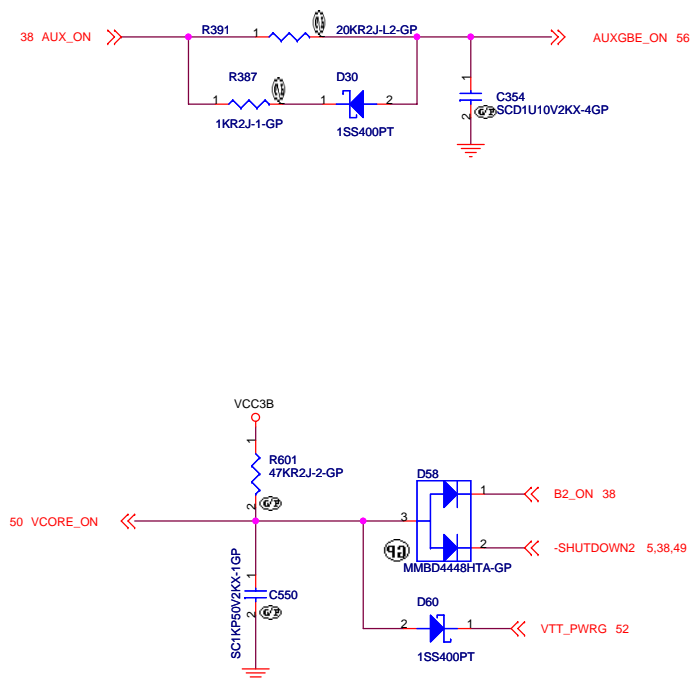 R391 1 20KR2J-L2-GP
38 AUX_ON
AUXGBE_ON 56
R387
D30
1
1 1 2
C354
SCD1U10V2KX-4GP
2 G/P
1KR2J-1-GP
1SS400PT
VCC3B
1
R601
47KR2J-2-GP
2 G/P
D58
1
B2_ON 38
50 VCORE_ON
3
2
-SHUTDOWN2 5,38,49
MMBD4448HTA-GP
SC1KP50V2KX-1GP
1
C550
2 G/P
D60
2 1
VTT_PWRG 52
1SS400PT